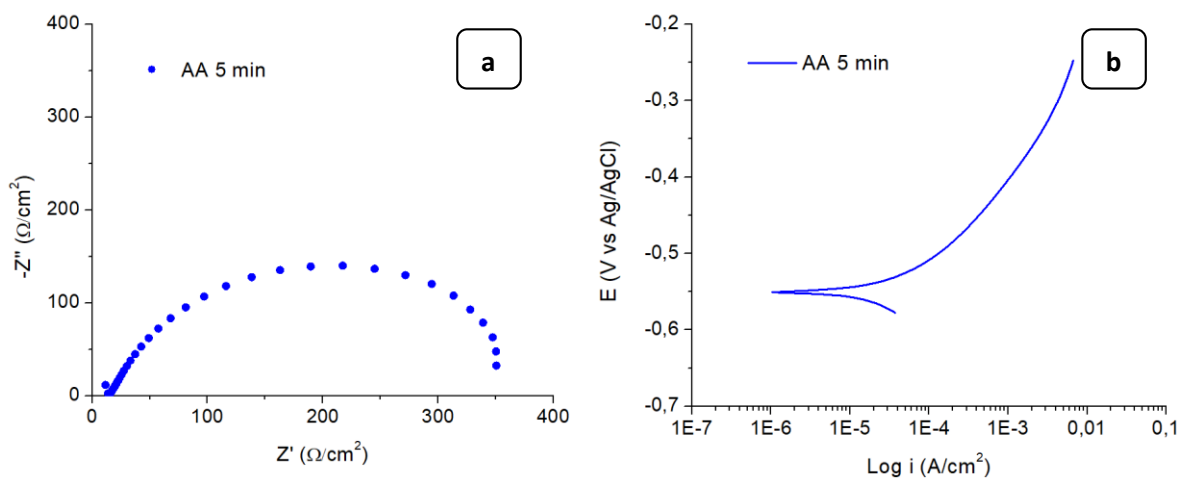 400
300
200
100
0
-Z'' (Ω/cm²)
AA 5 min
a
0 100 200 300 400
Z' (Ω/cm²)
-0,2
-0,3
-0,4
-0,5
-0,6
-0,7
E (V vs Ag/AgCl)
AA 5 min
b
1E-7 1E-6 1E-5 1E-4 1E-3 0,01 0,1
Log i (A/cm²)